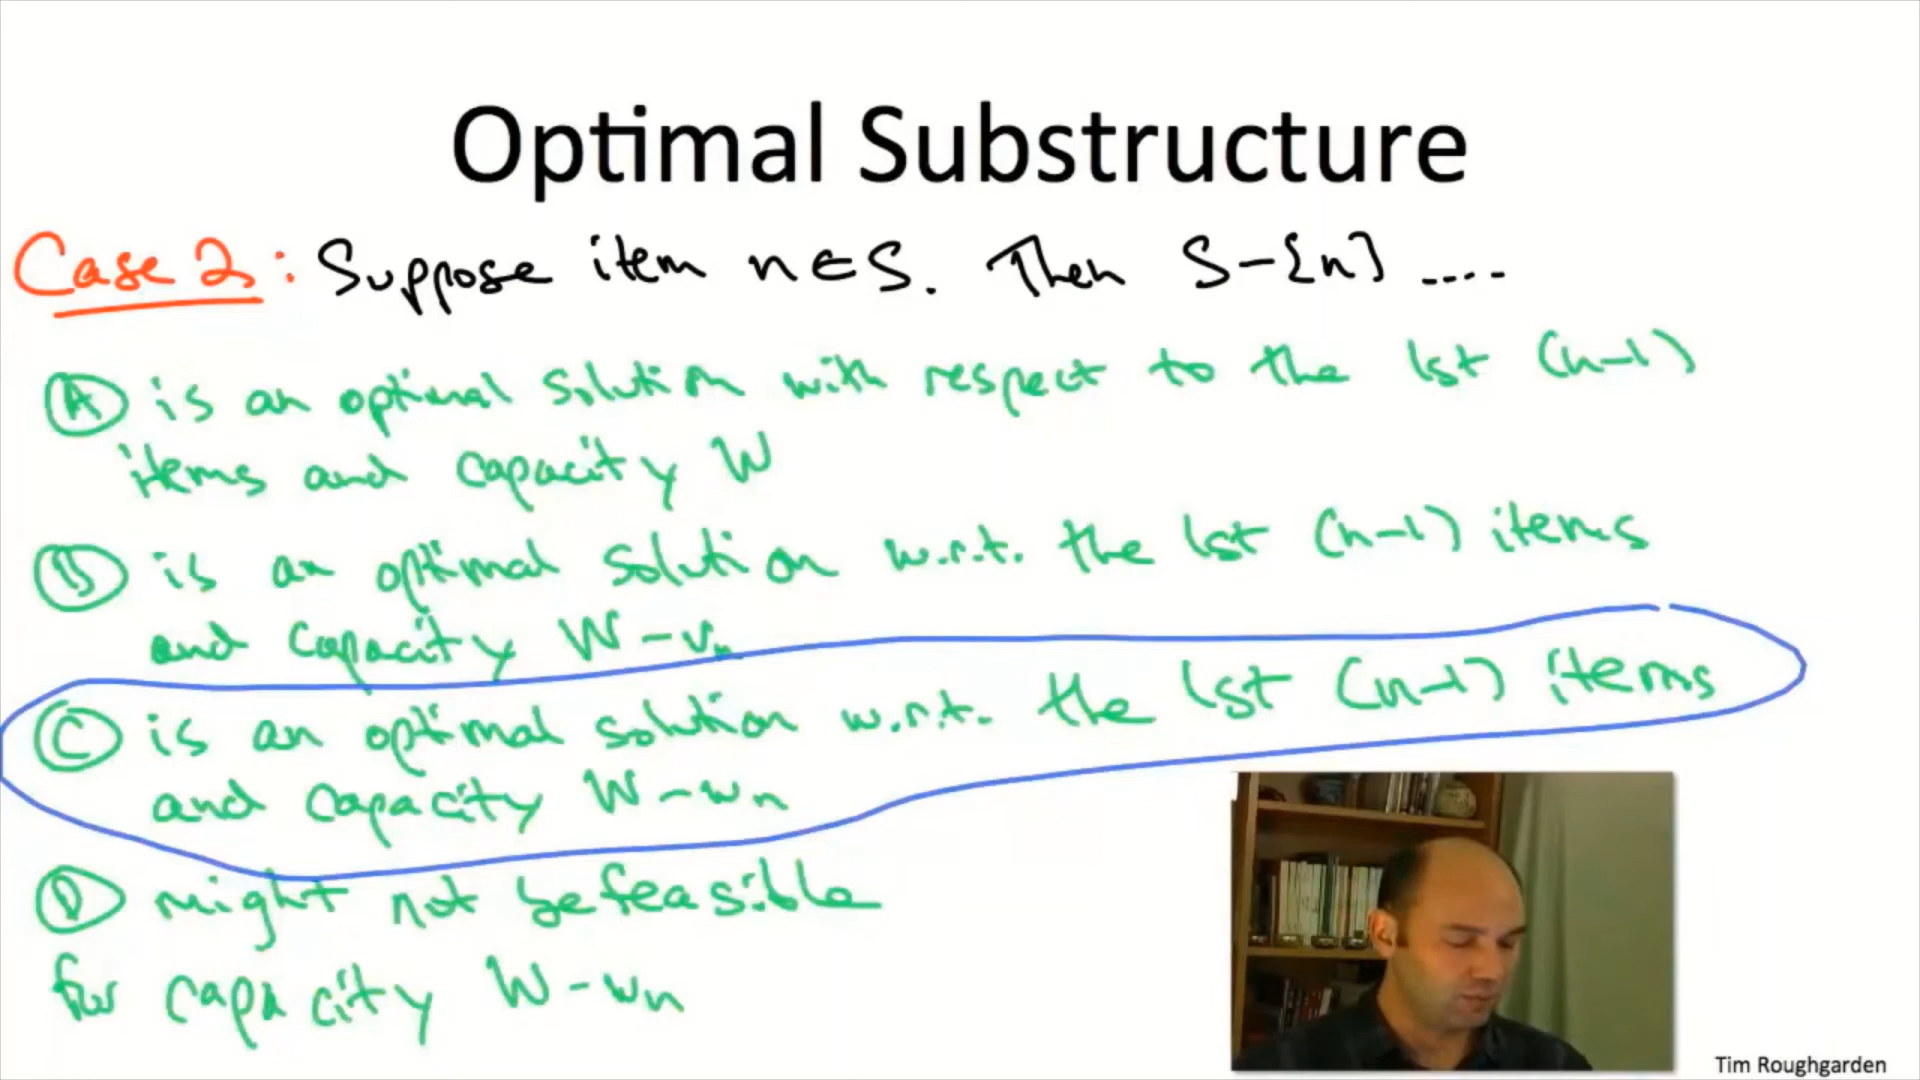 Optimal Substructure
Case 2: Suppose item n∈S. Then S-{n} ....
(A) is an optimal solution with respect to the 1st (n-1)
items and capacity W
(B) is an optimal solution w.r.t. the 1st (n-1) items
and capacity W-vₙ
(C) is an optimal solution w.r.t. the 1st (n-1) items
and capacity W-wₙ
(D) might not be feasible
for capacity W-wₙ
Tim Roughgarden